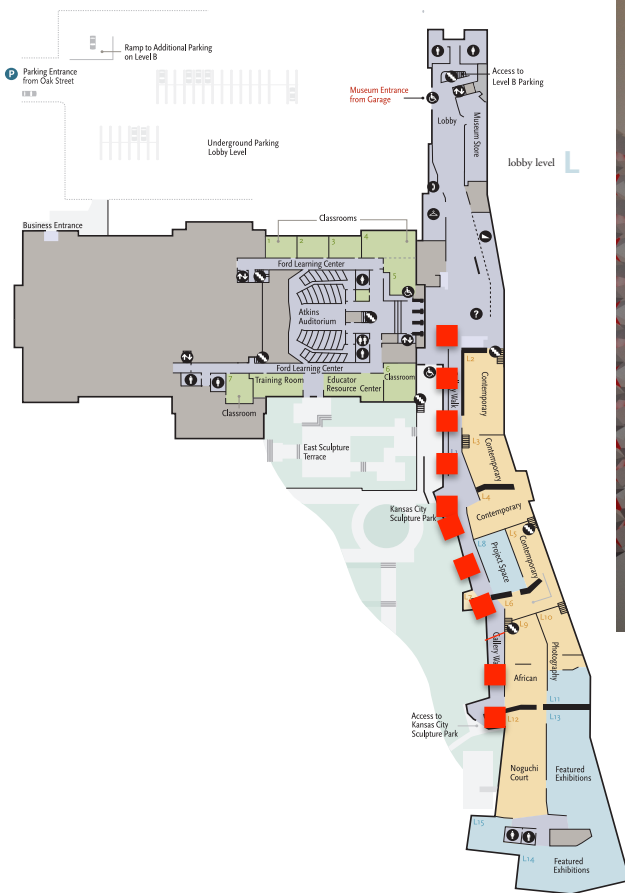 Ramp to Additional Parking
on Level B
P
Parking Entrance
from Oak Street
Access to
Level B Parking
Museum Entrance
from Garage
Lobby
Museum Store
Underground Parking
Lobby Level
lobby level L
Classrooms
Business Entrance
1
2
3
4
Ford Learning Center
5
Atkins
Auditorium
?
Ford Learning Center
6
7
Training Room
Educator
Resource Center
Classroom
Classroom
L2
Contemporary
Walk
East Sculpture
Terrace
L3
Contemporary
L4
Kansas City
Sculpture Park
Contemporary
L5
L8
Project Space
Contemporary
L6
L9
L10
Gallery
African
Photography
L11
Access to
Kansas City
Sculpture Park
L12
L13
Noguchi
Court
Featured
Exhibitions
L15
L14
Featured
Exhibitions